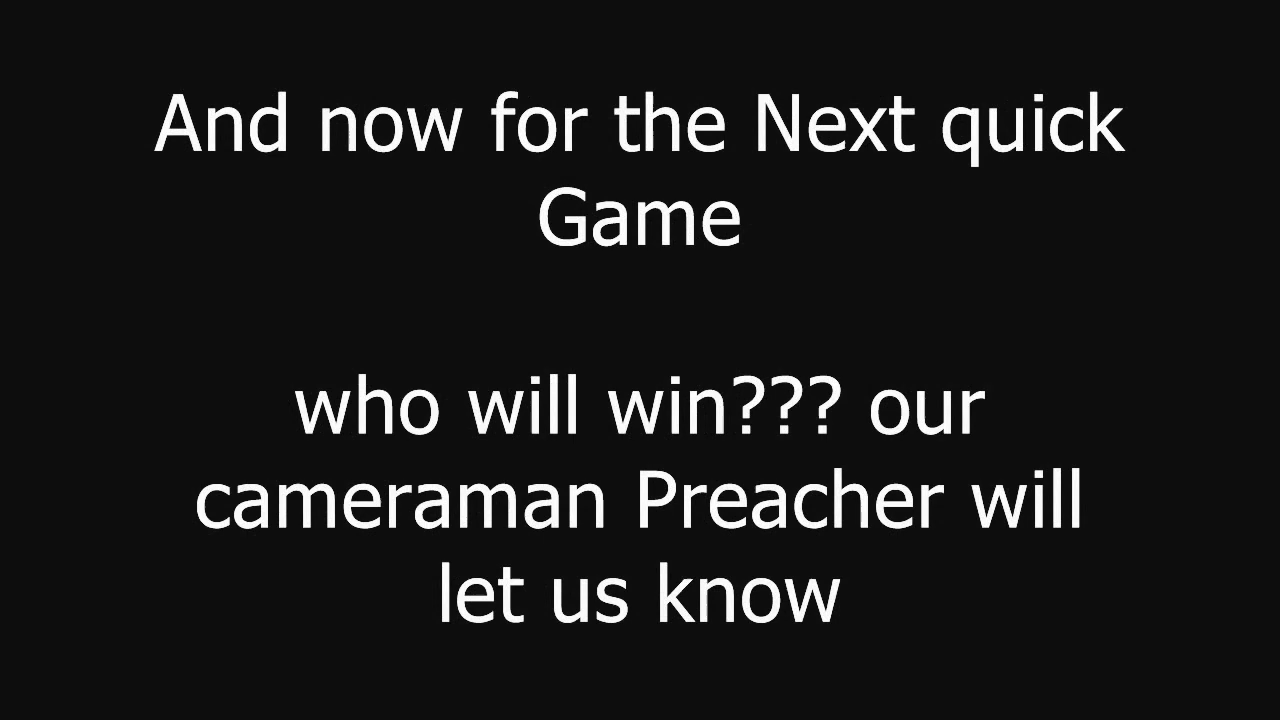 And now for the Next quick
Game
who will win??? our
cameraman Preacher will
let us know